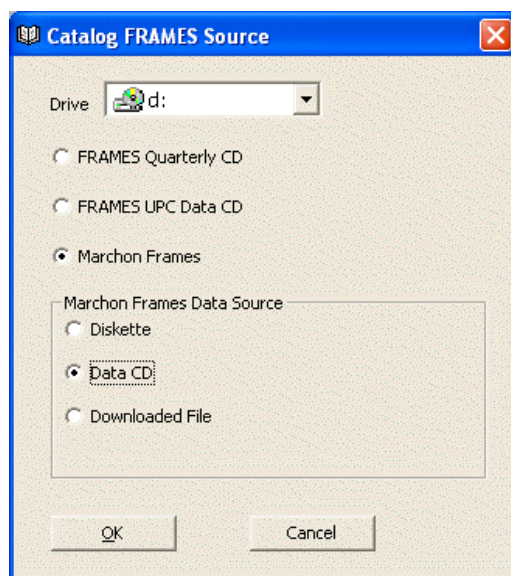 Catalog FRAMES Source
Drive d:
FRAMES Quarterly CD
FRAMES UPC Data CD
Marchon Frames
Marchon Frames Data Source
Diskette
Data CD
Downloaded File
OK Cancel